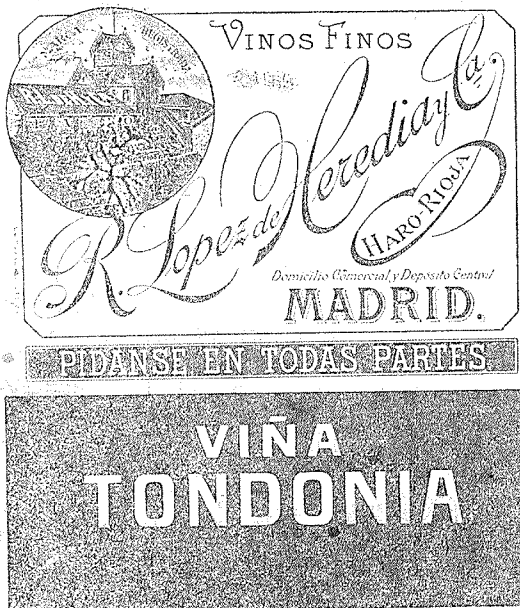 VINOS FINOS
R. Lopez de Heredia y Ca.
HARO-RIOJA
Domicilio Comercial y Deposito Central
MADRID.
PIDANSE EN TODAS PARTES
VIÑA
TONDONIA